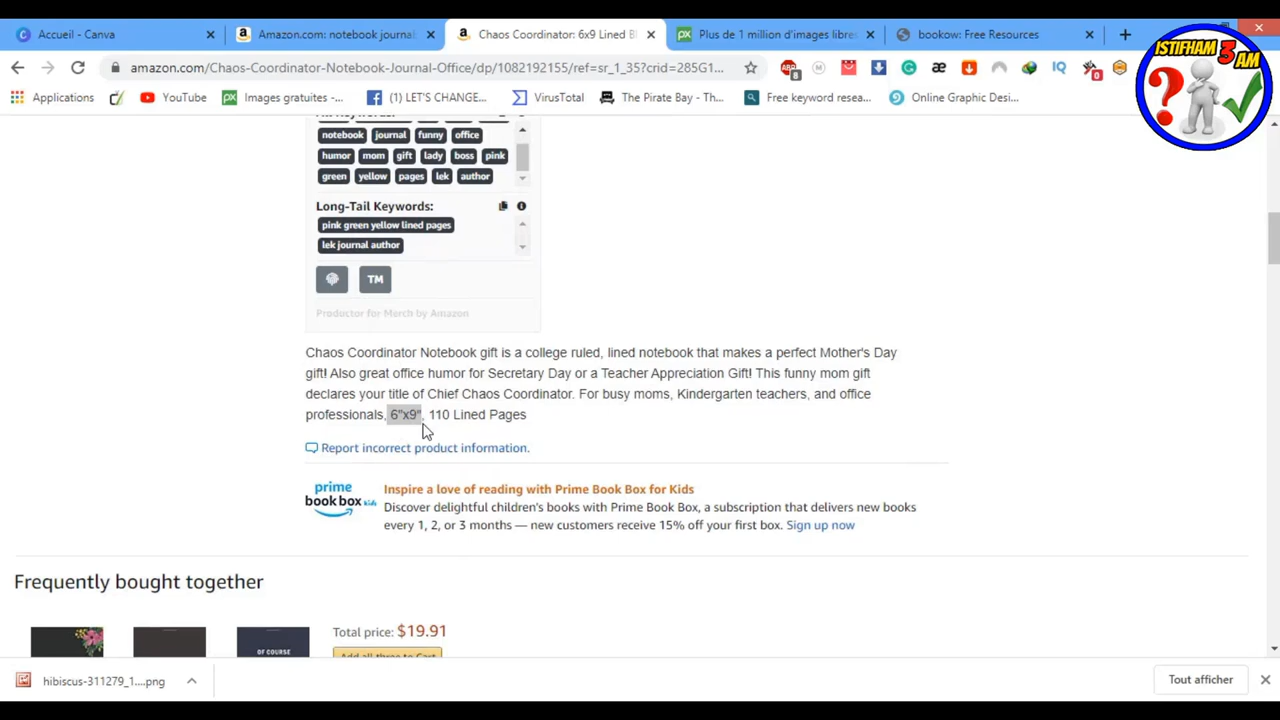 Accueil - Canva
Amazon.com: notebook journal
Chaos Coordinator: 6x9 Lined B
Plus de 1 million d'images libres
bookow: Free Resources
amazon.com/Chaos-Coordinator-Notebook-Journal-Office/dp/1081192155/ref=sr_1_35?crid=285G1...
Applications
YouTube
Images gratuites -...
(1) LET'S CHANGE...
VirusTotal
The Pirate Bay - Th...
Free keyword resea...
Online Graphic Desi...
ISTIFHAM 3 AM
notebook journal funny office
humor mom gift lady boss pink
green yellow pages lek author
Long-Tail Keywords:
pink green yellow lined pages
lek journal author
TM
Productor for Merch by Amazon
Chaos Coordinator Notebook gift is a college ruled, lined notebook that makes a perfect Mother's Day
gift! Also great office humor for Secretary Day or a Teacher Appreciation Gift! This funny mom gift
declares your title of Chief Chaos Coordinator. For busy moms, Kindergarten teachers, and office
professionals, 6"x9", 110 Lined Pages
Report incorrect product information.
prime
book box kids
Inspire a love of reading with Prime Book Box for Kids
Discover delightful children's books with Prime Book Box, a subscription that delivers new books
every 1, 2, or 3 months — new customers receive 15% off your first box. Sign up now
Frequently bought together
Total price: $19.91
Add all three to Cart
OF COURSE
hibiscus-311279_1....png
Tout afficher